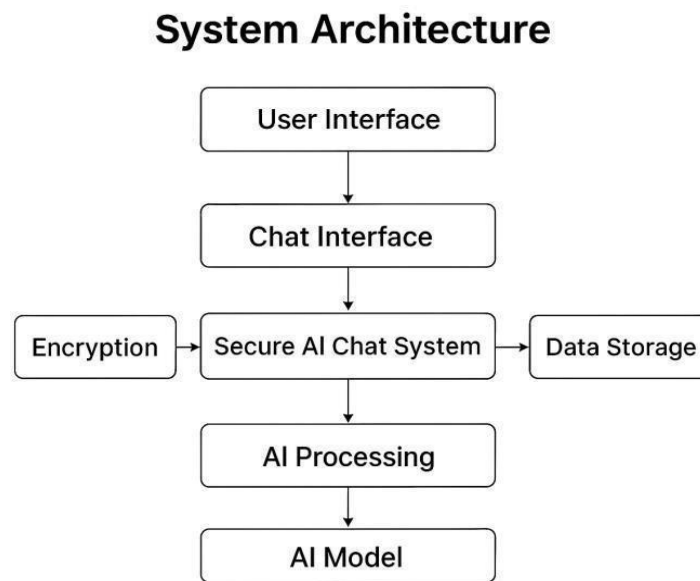 System Architecture
User Interface
Chat Interface
Encryption
Secure AI Chat System
Data Storage
AI Processing
AI Model